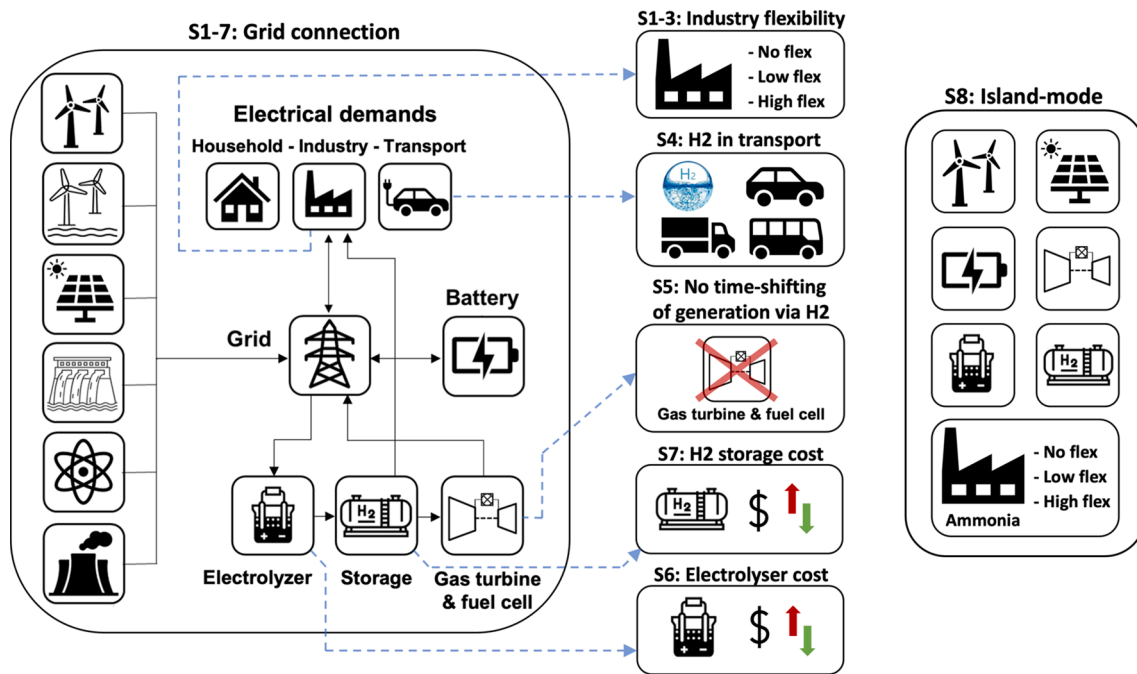 S1-7: Grid connection
Electrical demands
Household - Industry - Transport
Grid
Battery
Electrolyzer
Storage
Gas turbine
& fuel cell
H2
S1-3: Industry flexibility
- No flex
- Low flex
- High flex
S4: H2 in transport
H2
S5: No time-shifting
of generation via H2
Gas turbine & fuel cell
S7: H2 storage cost
H2
$
S6: Electrolyser cost
$
S8: Island-mode
H2
- No flex
- Low flex
- High flex
Ammonia